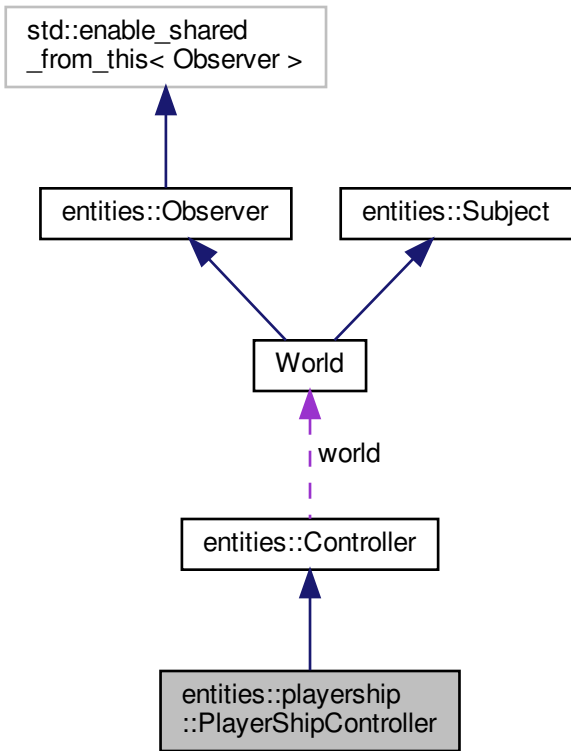 std::enable_shared
_from_this< Observer >
entities::Observer
entities::Subject
World
world
entities::Controller
entities::playership
::PlayerShipController